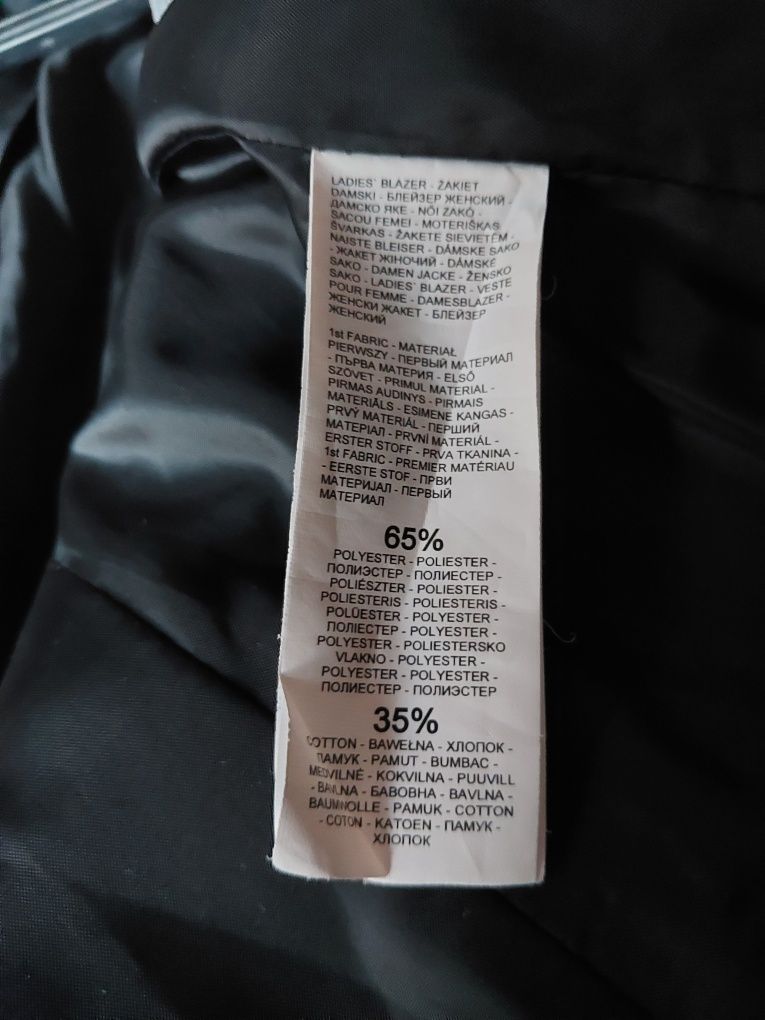 LADIES` BLAZER - ŻAKIET
DAMSKI - БЛЕЙЗЕР ЖЕНСКИЙ -
ДАМСКО ЯКЕ - NŐI ZAKÓ -
SACOU FEMEI - MOTERIŠKAS
ŠVARKAS - ŽAKETE SIEVIETĒM -
NAISTE BLEISER - DÁMSKE SAKO
- ЖАКЕТ ЖІНОЧИЙ - DÁMSKÉ
SAKO - DAMEN JACKE - ŽENSKO
SAKO - LADIES` BLAZER - VESTE
POUR FEMME - DAMESBLAZER -
ЖЕНСКИ ЖАКЕТ - БЛЕЙЗЕР
ЖЕНСКИЙ
1st FABRIC - MATERIAŁ
PIERWSZY - ПЕРВЫЙ МАТЕРИАЛ
- ПЪРВА МАТЕРИЯ - ELSŐ
SZÖVET - PRIMUL MATERIAL -
PIRMAS AUDINYS - PIRMAIS
MATERIĀLS - ESIMENE KANGAS -
PRVÝ MATERIÁL - ПЕРШИЙ
МАТЕРІАЛ - PRVNÍ MATERIÁL -
ERSTER STOFF - PRVA TKANINA -
1st FABRIC - PREMIER MATÉRIAU
- EERSTE STOF - ПРВИ
МАТЕРИЈАЛ - ПЕРВЫЙ
МАТЕРИАЛ
65%
POLYESTER - POLIESTER -
ПОЛИЭСТЕР - ПОЛИЕСТЕР -
POLIÉSZTER - POLIESTER -
POLIESTERIS - POLIESTERIS -
POLÜESTER - POLYESTER -
ПОЛІЕСТЕР - POLYESTER -
POLYESTER - POLIESTERSKO
VLAKNO - POLYESTER -
POLYESTER - POLYESTER -
ПОЛИЕСТЕР - ПОЛИЭСТЕР
35%
COTTON - BAWEŁNA - ХЛОПОК -
ПАМУК - PAMUT - BUMBAC -
MEDVILNĖ - KOKVILNA - PUUVILL
- BAVLNA - БАВОВНА - BAVLNA -
BAUMWOLLE - PAMUK - COTTON
- COTON - KATOEN - ПАМУК -
ХЛОПОК